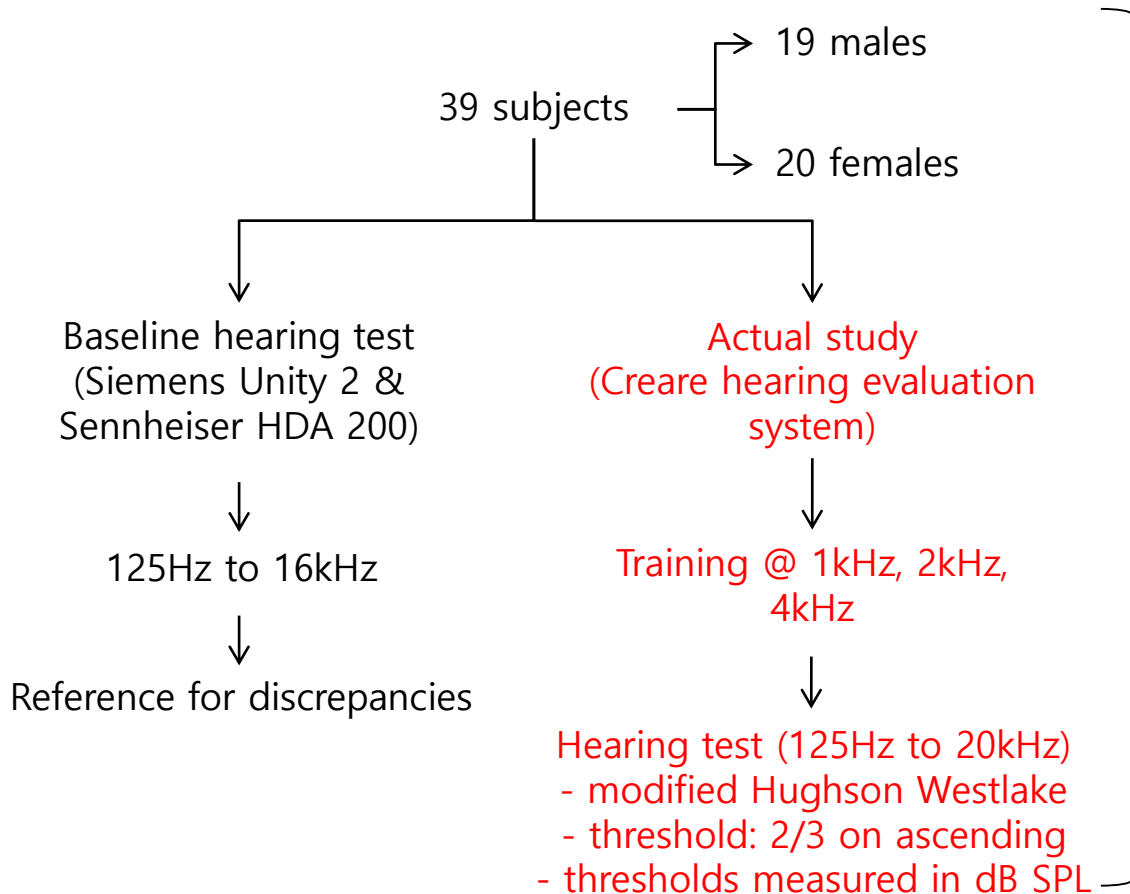 19 males
39 subjects
20 females
Baseline hearing test
(Siemens Unity 2 &
Sennheiser HDA 200)
125Hz to 16kHz
Reference for discrepancies
Actual study
(Creare hearing evaluation
system)
Training @ 1kHz, 2kHz,
4kHz
Hearing test (125Hz to 20kHz)
- modified Hughson Westlake
- threshold: 2/3 on ascending
- thresholds measured in dB SPL